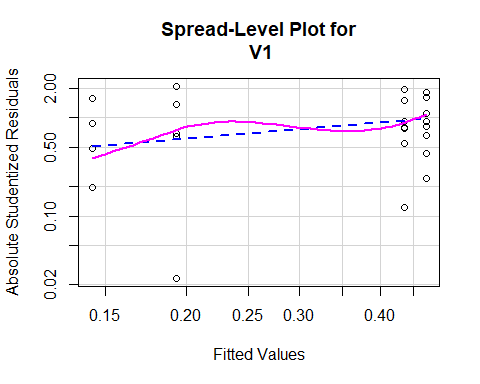 Spread-Level Plot for
V1
Absolute Studentized Residuals
2.00
0.50
0.10
0.02
0.15 0.20 0.25 0.30 0.40
Fitted Values